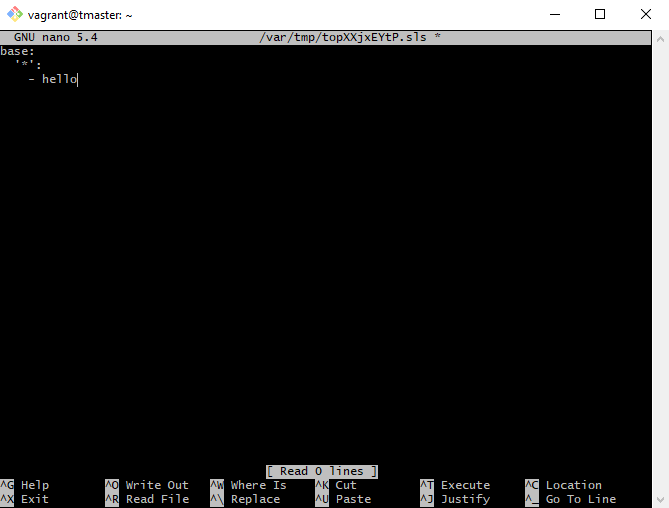 vagrant@tmaster: ~
GNU nano 5.4 /var/tmp/topXXjxEYtP.sls *
base:
  '*':
    - hello
[ Read 0 lines ]
^G Help ^O Write Out ^W Where Is ^K Cut ^T Execute ^C Location
^X Exit ^R Read File ^\ Replace ^U Paste ^J Justify ^_ Go To Line